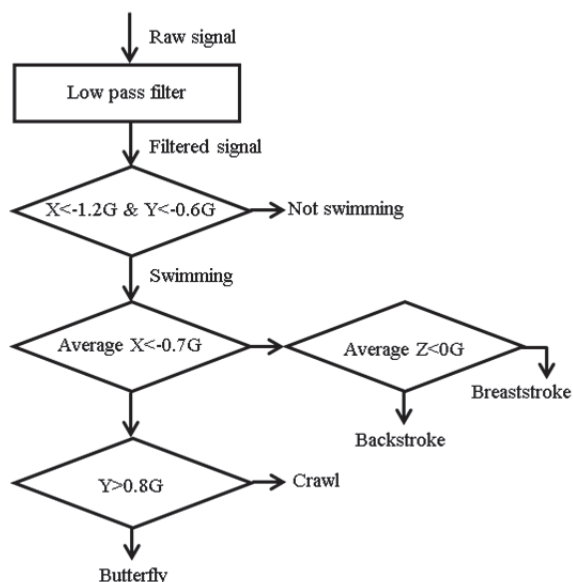 Raw signal
Low pass filter
Filtered signal
X<-1.2G & Y<-0.6G
Not swimming
Swimming
Average X<-0.7G
Average Z<0G
Breaststroke
Backstroke
Y>0.8G
Crawl
Butterfly